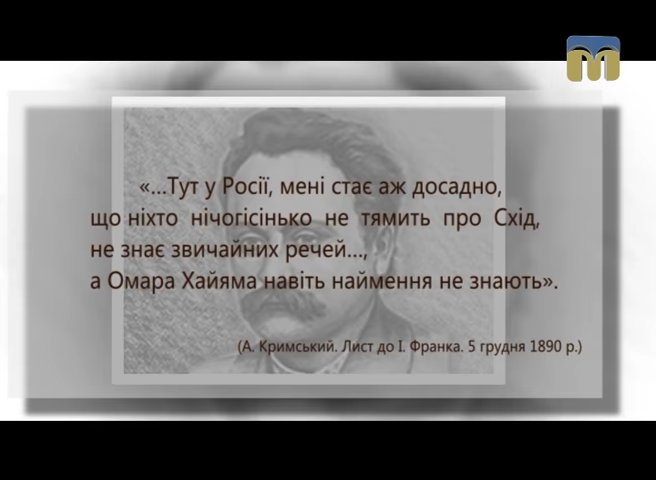 «...Тут у Росії, мені стає аж досадно,
що ніхто нічогісінько не тямить про Схід,
не знає звичайних речей...,
а Омара Хайяма навіть наймення не знають».
(А. Кримський. Лист до І. Франка. 5 грудня 1890 р.)